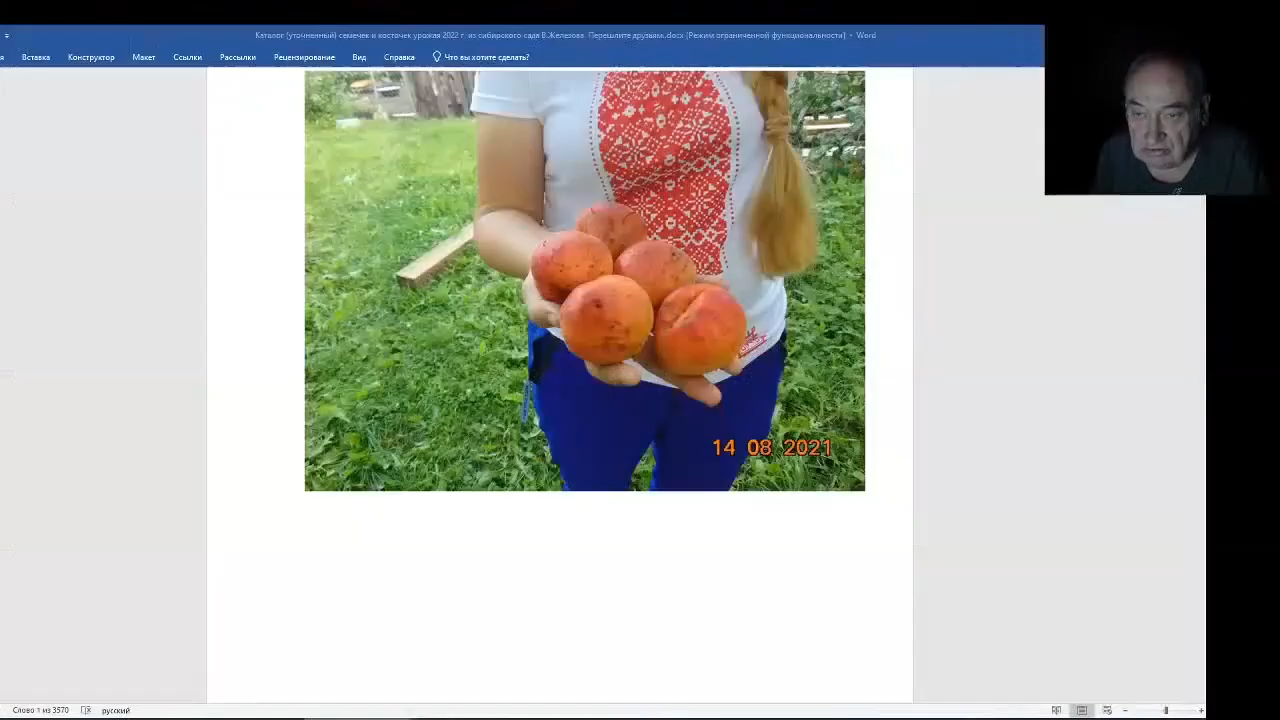 Каталог (уточненный) семечек и косточек урожая 2022 г. из сибирского сада В.Железова Перешлите друзьям.docx [Режим ограниченной функциональности] - Word
я Вставка Конструктор Макет Ссылки Рассылки Рецензирование Вид Справка Что вы хотите сделать?
14 08 2021
Слово 1 из 3570 русский